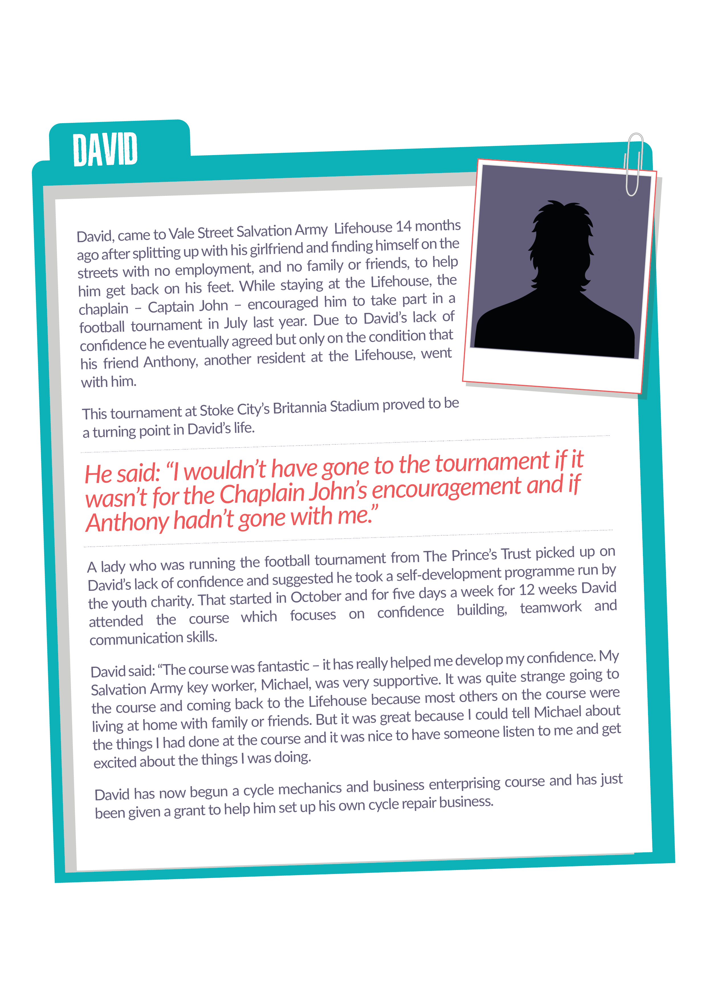 DAVID
David, came to Vale Street Salvation Army  Lifehouse 14 months
ago after splitting up with his girlfriend and finding himself on the
streets with no employment, and no family or friends, to help
him get back on his feet. While staying at the Lifehouse, the
chaplain – Captain John – encouraged him to take part in a
football tournament in July last year. Due to David’s lack of
confidence he eventually agreed but only on the condition that
his friend Anthony, another resident at the Lifehouse, went
with him.
This tournament at Stoke City’s Britannia Stadium proved to be
a turning point in David’s life.
He said: “I wouldn’t have gone to the tournament if it
wasn’t for the Chaplain John’s encouragement and if
Anthony hadn’t gone with me.”
A lady who was running the football tournament from The Prince’s Trust picked up on
David’s lack of confidence and suggested he took a self-development programme run by
the youth charity. That started in October and for five days a week for 12 weeks David
attended the course which focuses on confidence building, teamwork and
communication skills.
David said: “The course was fantastic – it has really helped me develop my confidence. My
Salvation Army key worker, Michael, was very supportive. It was quite strange going to
the course and coming back to the Lifehouse because most others on the course were
living at home with family or friends. But it was great because I could tell Michael about
the things I had done at the course and it was nice to have someone listen to me and get
excited about the things I was doing.
David has now begun a cycle mechanics and business enterprising course and has just
been given a grant to help him set up his own cycle repair business.